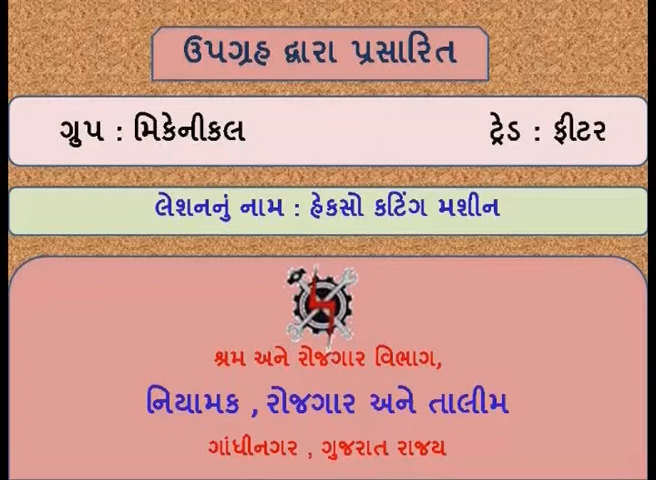 ઉપગ્રહ દ્વારા પ્રસારિત
ગ્રુપ : મિકેનીકલ ટ્રેડ : ફીટર
લેશનનું નામ : હેકસો કટિંગ મશીન
શ્રમ અને રોજગાર વિભાગ,
નિયામક , રોજગાર અને તાલીમ
ગાંધીનગર , ગુજરાત રાજય